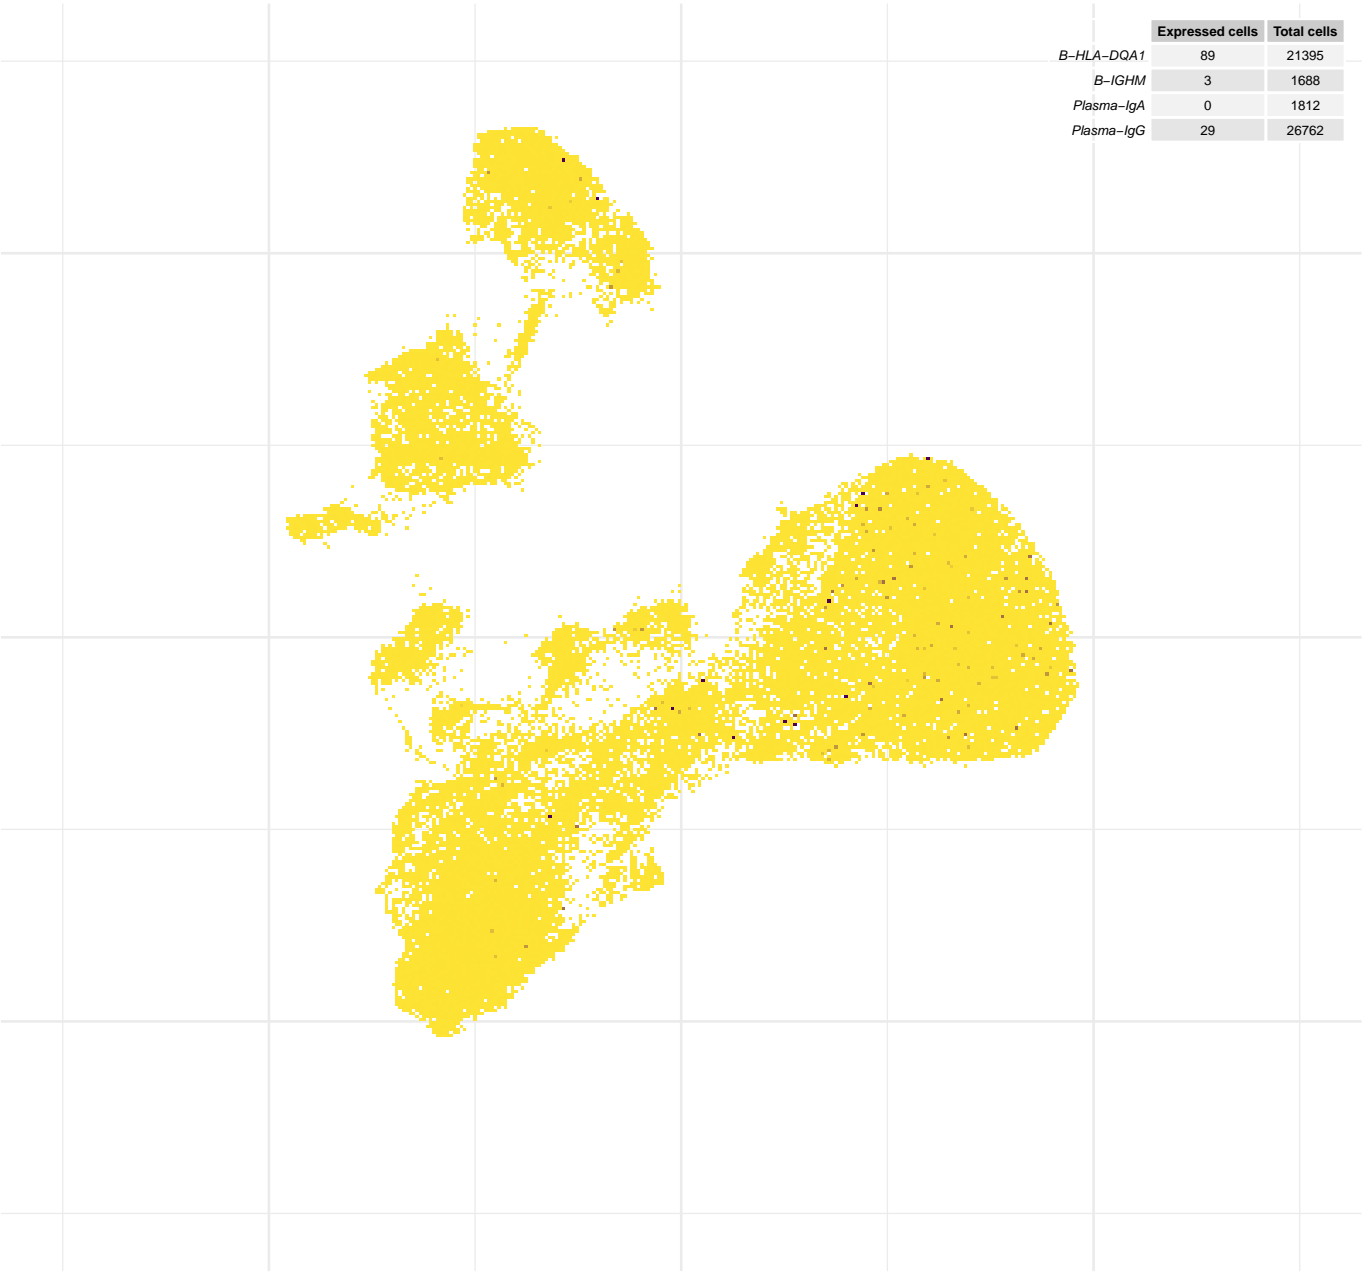 Expressed cells Total cells
B−HLA−DQA1 89 21395
B−IGHM 3 1688
Plasma−IgA 0 1812
Plasma−IgG 29 26762